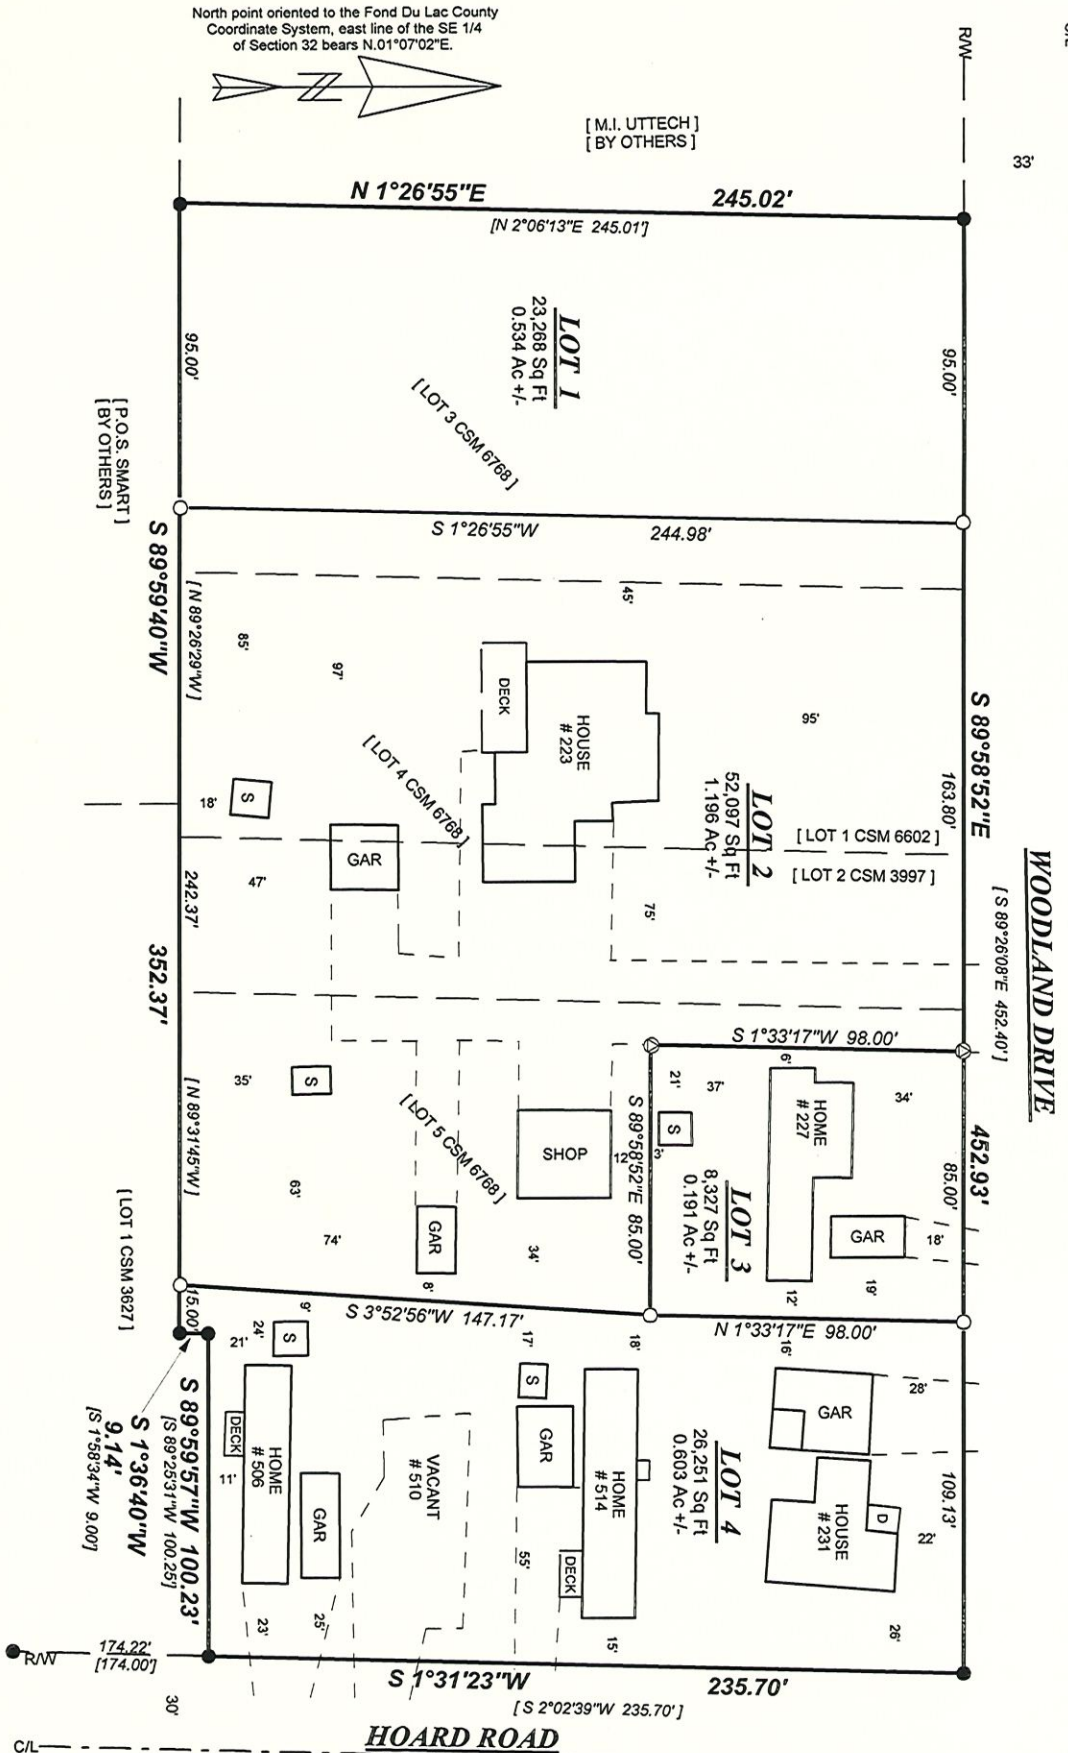 North point oriented to the Fond Du Lac County
Coordinate System, east line of the SE 1/4
of Section 32 bears N.01°07'02"E.
N
R/W
33'
[ M.I. UTTECH ]
[ BY OTHERS ]
N 1°26'55"E 245.02'
[N 2°06'13"E 245.01']
95.00'
95.00'
LOT 1
23,268 Sq Ft
0.534 Ac +/-
[ LOT 3 CSM 6768 ]
[ P.O.S. SMART ]
[ BY OTHERS ]
S 1°26'55"W 244.98'
S 89°59'40"W
[ N 89°26'29"W ]
85'
97'
45'
95'
DECK
HOUSE
# 223
[ LOT 4 CSM 6768 ]
S 89°58'52"E
163.80'
LOT 2
52,097 Sq Ft
1.196 Ac +/-
[ LOT 1 CSM 6602 ]
[ LOT 2 CSM 3997 ]
18'
S
GAR
47'
75'
242.37'
352.37'
WOODLAND DRIVE
[ S 89°26'08"E 452.40' ]
452.93'
S 1°33'17"W 98.00'
[ N 89°31'45"W ]
35'
S
[ LOT 5 CSM 6768 ]
SHOP
12'
S 89°58'52"E 85.00'
21'
37'
S
3'
6'
HOME
# 227
34'
85.00'
LOT 3
8,327 Sq Ft
0.191 Ac +/-
GAR
18'
19'
12'
63'
74'
GAR
8'
34'
[ LOT 1 CSM 3627 ]
15.00'
S 3°52'56"W 147.17'
N 1°33'17"E 98.00'
9'
24'
21'
S
17'
18'
16'
S
GAR
28'
GAR
HOME
# 506
DECK
11'
GAR
VACANT
# 510
HOME
# 514
DECK
55'
LOT 4
26,251 Sq Ft
0.603 Ac +/-
109.13'
D
HOUSE
# 231
22'
26'
S 89°59'57"W 100.23'
[S 89°25'31"W 100.25']
S 1°36'40"W
9.14'
[S 1°58'34"W 9.00']
23'
25'
15'
R/W
174.22'
[174.00']
S 1°31'23"W 235.70'
[ S 2°02'39"W 235.70' ]
30'
HOARD ROAD
C/L